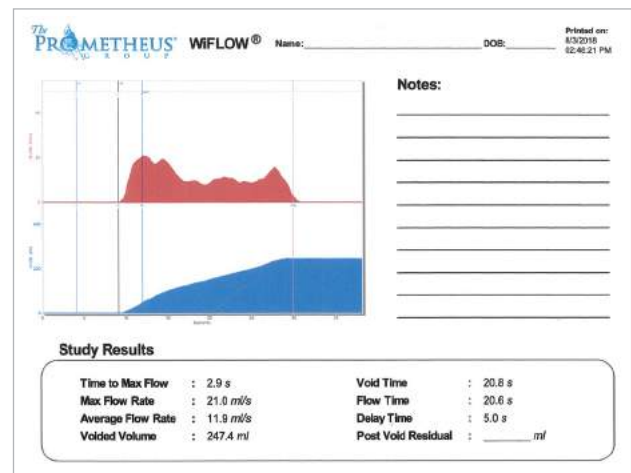 The
PROMETHEUS®
GROUP
WiFLOW® Name:
DOB:
Printed on:
8/3/2018
02:46:21 PM
Notes:
Study Results
Time to Max Flow : 2.9 s
Max Flow Rate : 21.0 ml/s
Average Flow Rate : 11.9 ml/s
Voided Volume : 247.4 ml
Void Time : 20.8 s
Flow Time : 20.6 s
Delay Time : 5.0 s
Post Void Residual : ml